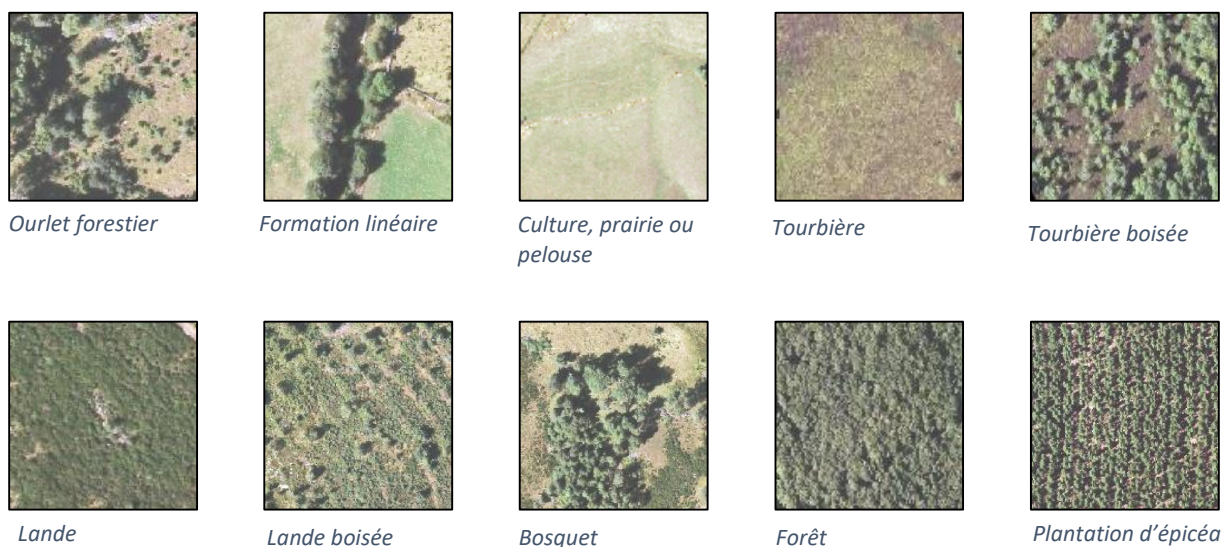 Ourlet forestier
Formation linéaire
Culture, prairie ou
pelouse
Tourbière
Tourbière boisée
Lande
Lande boisée
Bosquet
Forêt
Plantation d'épicéa